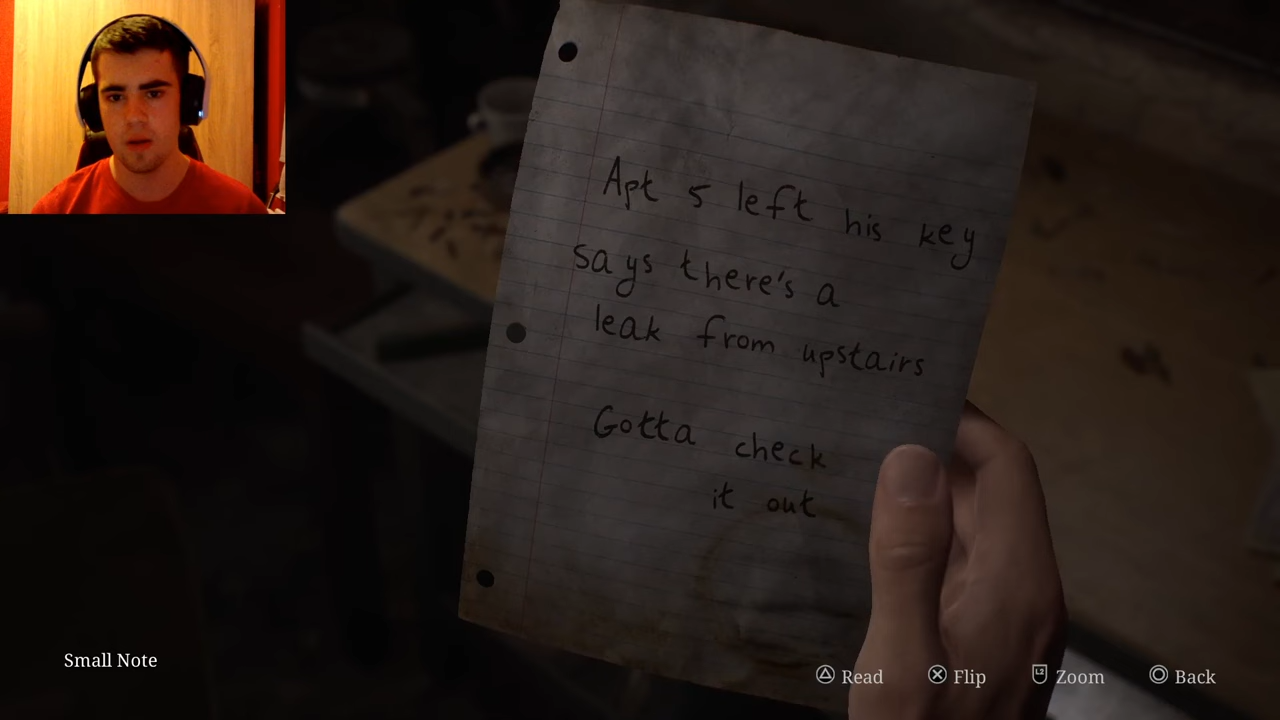 Apt 5 left his key
says there's a
leak from upstairs
Gotta check
it out
Small Note
Read
Flip
L2
Zoom
Back